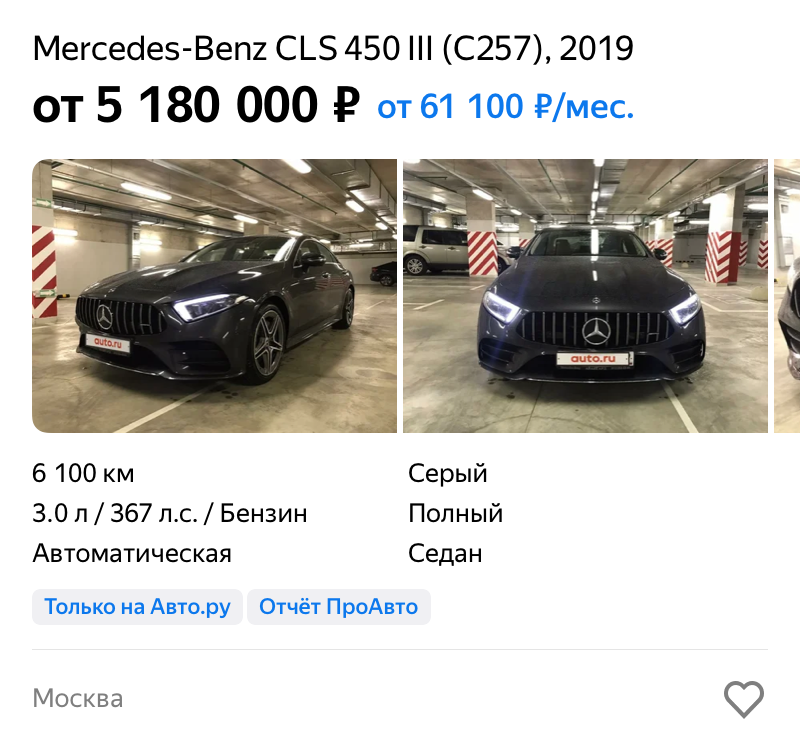 Mercedes-Benz CLS 450 III (C257), 2019
от 5 180 000 ₽ от 61 100 ₽/мес.
auto.ru
auto.ru
6 100 км
Серый
3.0 л / 367 л.с. / Бензин
Полный
Автоматическая
Седан
Только на Авто.ру
Отчёт ПроАвто
Москва